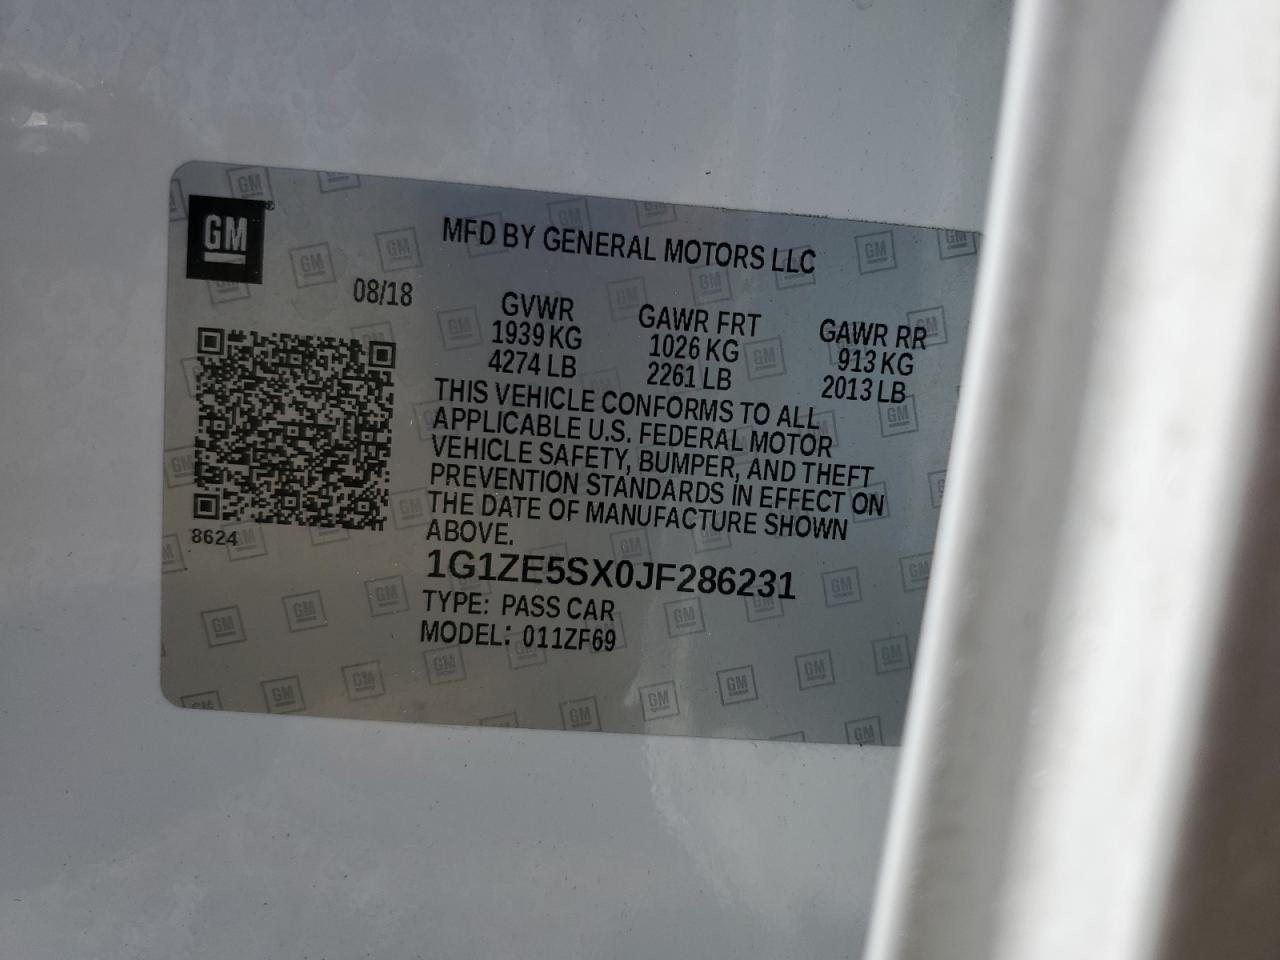 GM
MFD BY GENERAL MOTORS LLC
08/18
GVWR GAWR FRT GAWR RR
1939 KG 1026 KG 913 KG
4274 LB 2261 LB 2013 LB
THIS VEHICLE CONFORMS TO ALL
APPLICABLE U.S. FEDERAL MOTOR
VEHICLE SAFETY, BUMPER, AND THEFT
PREVENTION STANDARDS IN EFFECT ON
THE DATE OF MANUFACTURE SHOWN
ABOVE.
8624
1G1ZE5SX0JF286231
TYPE: PASS CAR
MODEL: 011ZF69